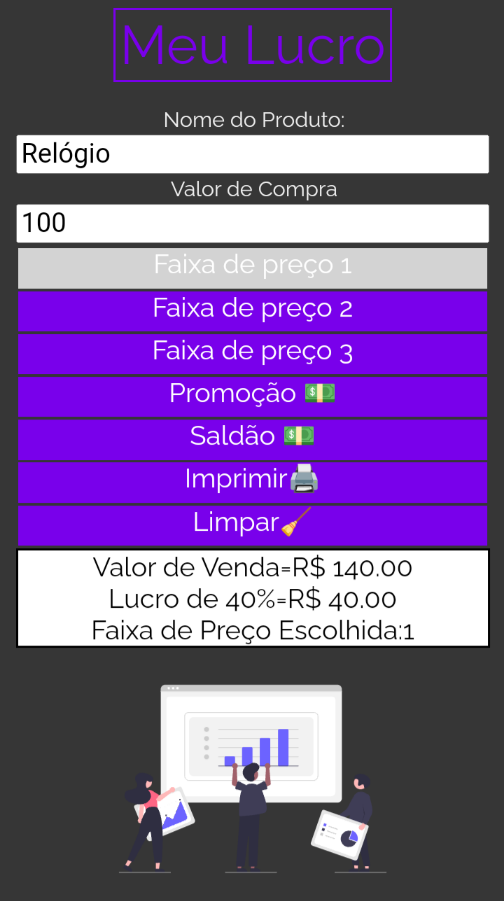 Meu Lucro
Nome do Produto:
Relógio
Valor de Compra
100
Faixa de preço 1
Faixa de preço 2
Faixa de preço 3
Promoção 💵
Saldão 💵
Imprimir🖨️
Limpar🧹
Valor de Venda=R$ 140.00
Lucro de 40%=R$ 40.00
Faixa de Preço Escolhida:1